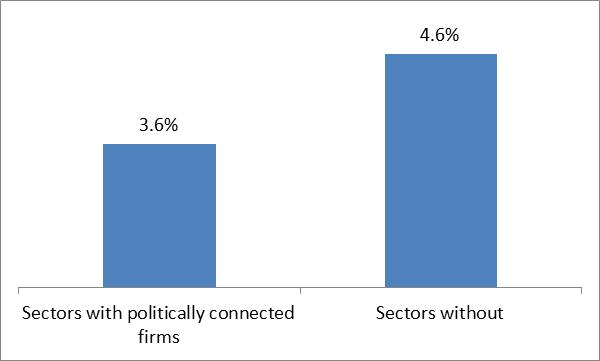 4.6%
3.6%
Sectors with politically connected
firms
Sectors without